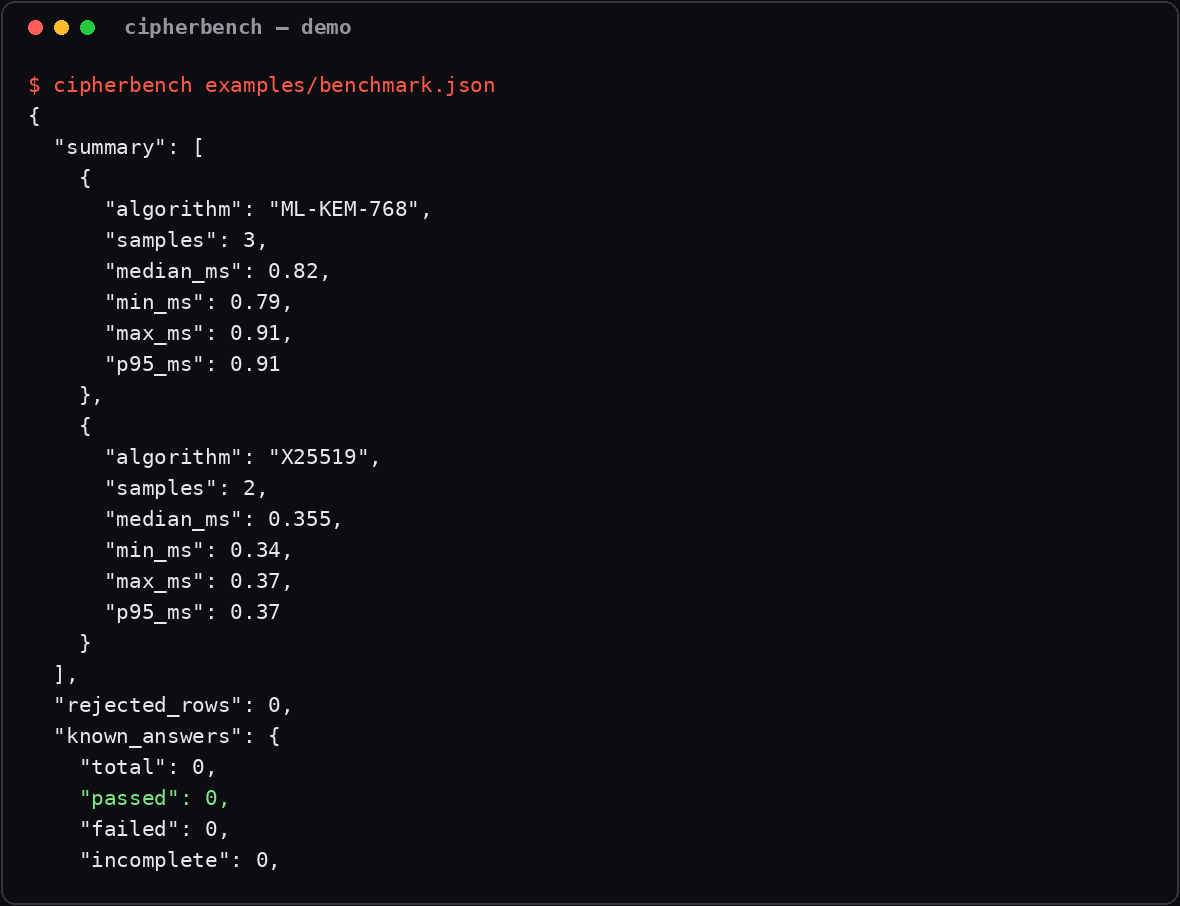 cipherbench — demo
$ cipherbench examples/benchmark.json
{
  "summary": [
    {
      "algorithm": "ML-KEM-768",
      "samples": 3,
      "median_ms": 0.82,
      "min_ms": 0.79,
      "max_ms": 0.91,
      "p95_ms": 0.91
    },
    {
      "algorithm": "X25519",
      "samples": 2,
      "median_ms": 0.355,
      "min_ms": 0.34,
      "max_ms": 0.37,
      "p95_ms": 0.37
    }
  ],
  "rejected_rows": 0,
  "known_answers": {
    "total": 0,
    "passed": 0,
    "failed": 0,
    "incomplete": 0,